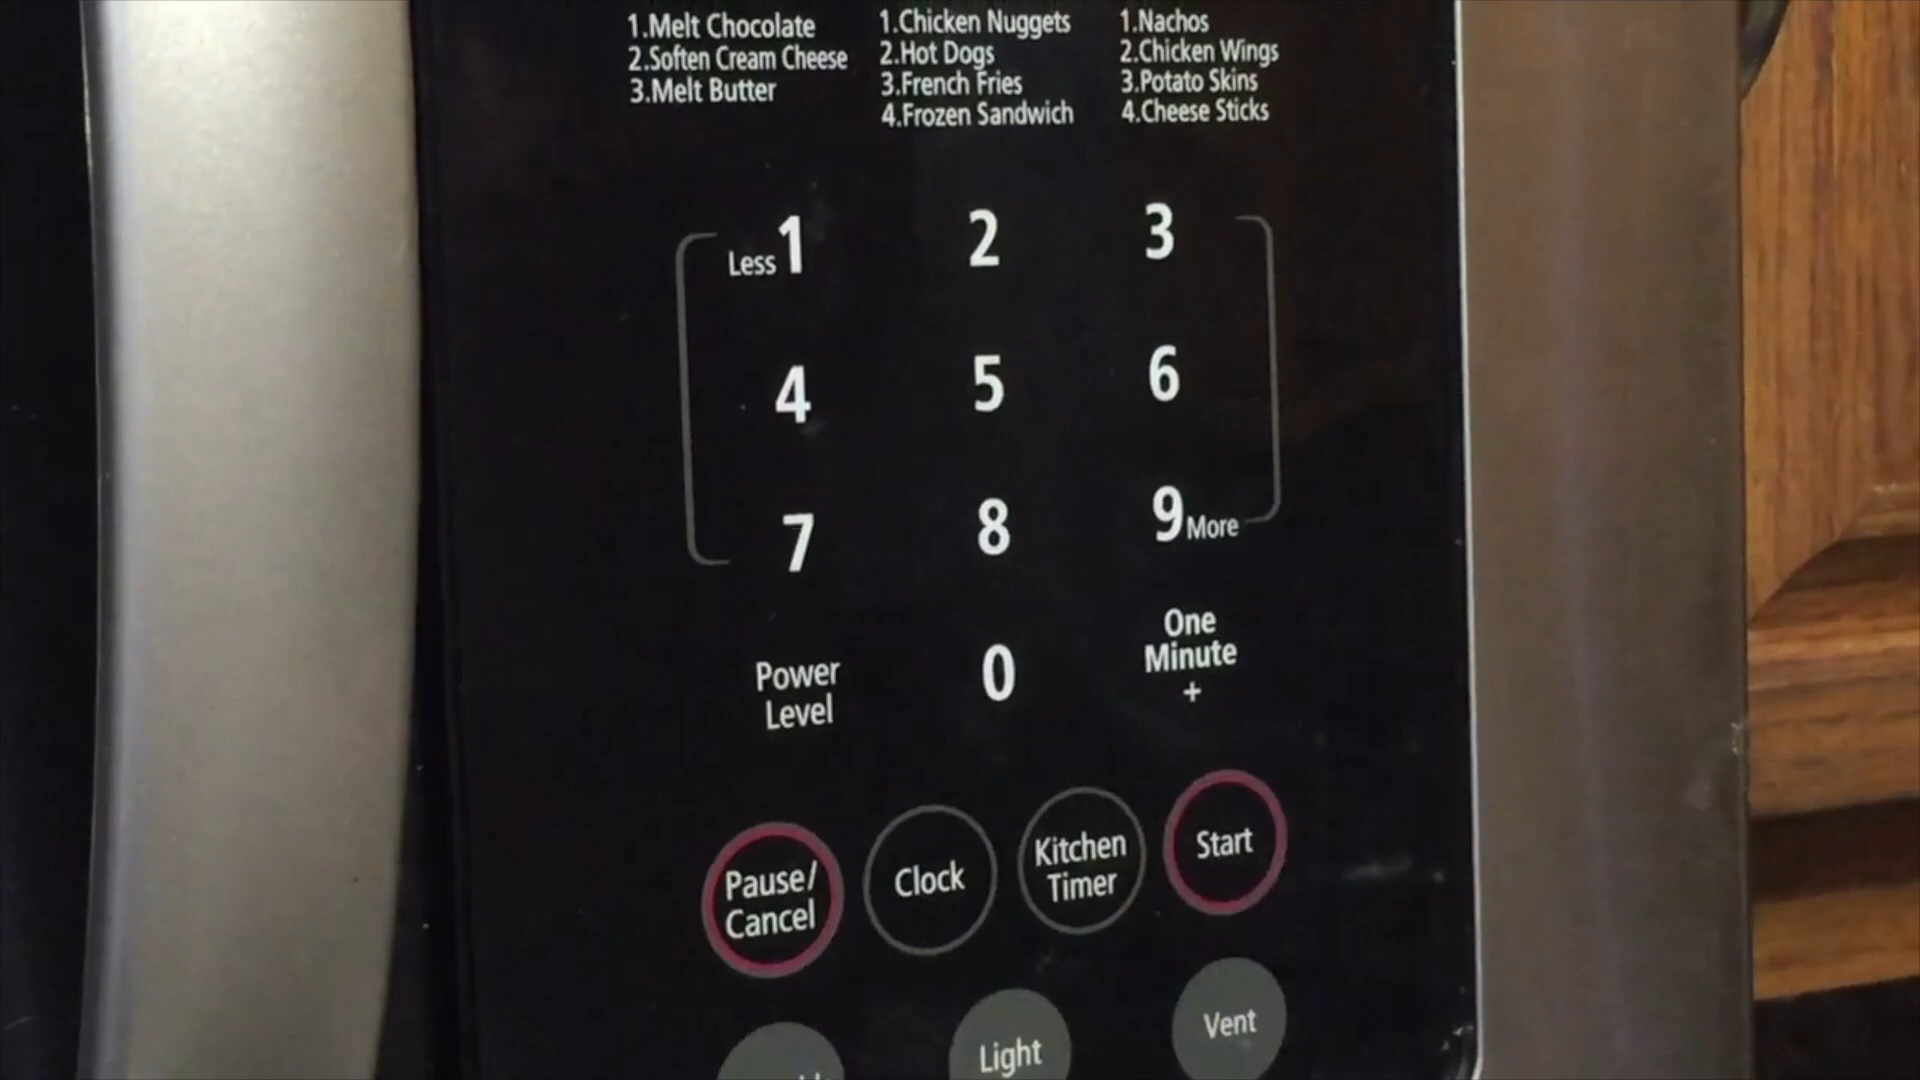 1.Melt Chocolate
2.Soften Cream Cheese
3.Melt Butter
1.Chicken Nuggets
2.Hot Dogs
3.French Fries
4.Frozen Sandwich
1.Nachos
2.Chicken Wings
3.Potato Skins
4.Cheese Sticks
Less 1 2 3
4 5 6
7 8 9 More
Power
Level
0
One
Minute
+
Pause/
Cancel
Clock
Kitchen
Timer
Start
Light
Vent